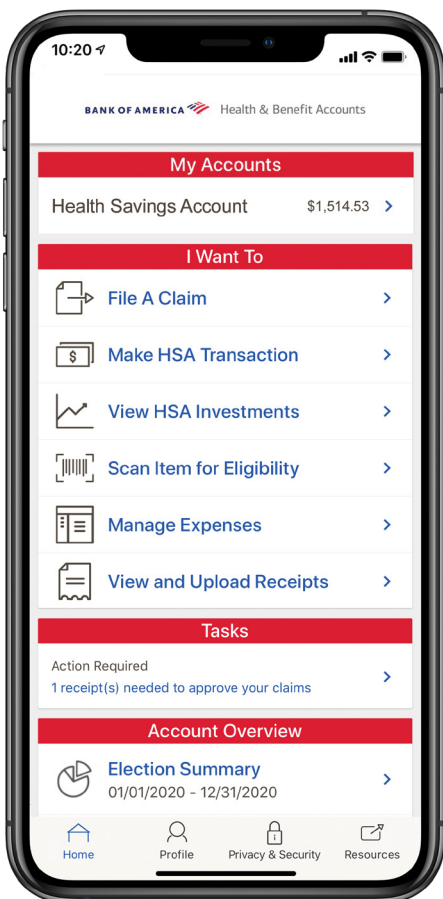 10:20
BANK OF AMERICA Health & Benefit Accounts
My Accounts
Health Savings Account $1,514.53
I Want To
File A Claim
$ Make HSA Transaction
View HSA Investments
Scan Item for Eligibility
Manage Expenses
View and Upload Receipts
Tasks
Action Required
1 receipt(s) needed to approve your claims
Account Overview
Election Summary
01/01/2020 - 12/31/2020
Home Profile Privacy & Security Resources